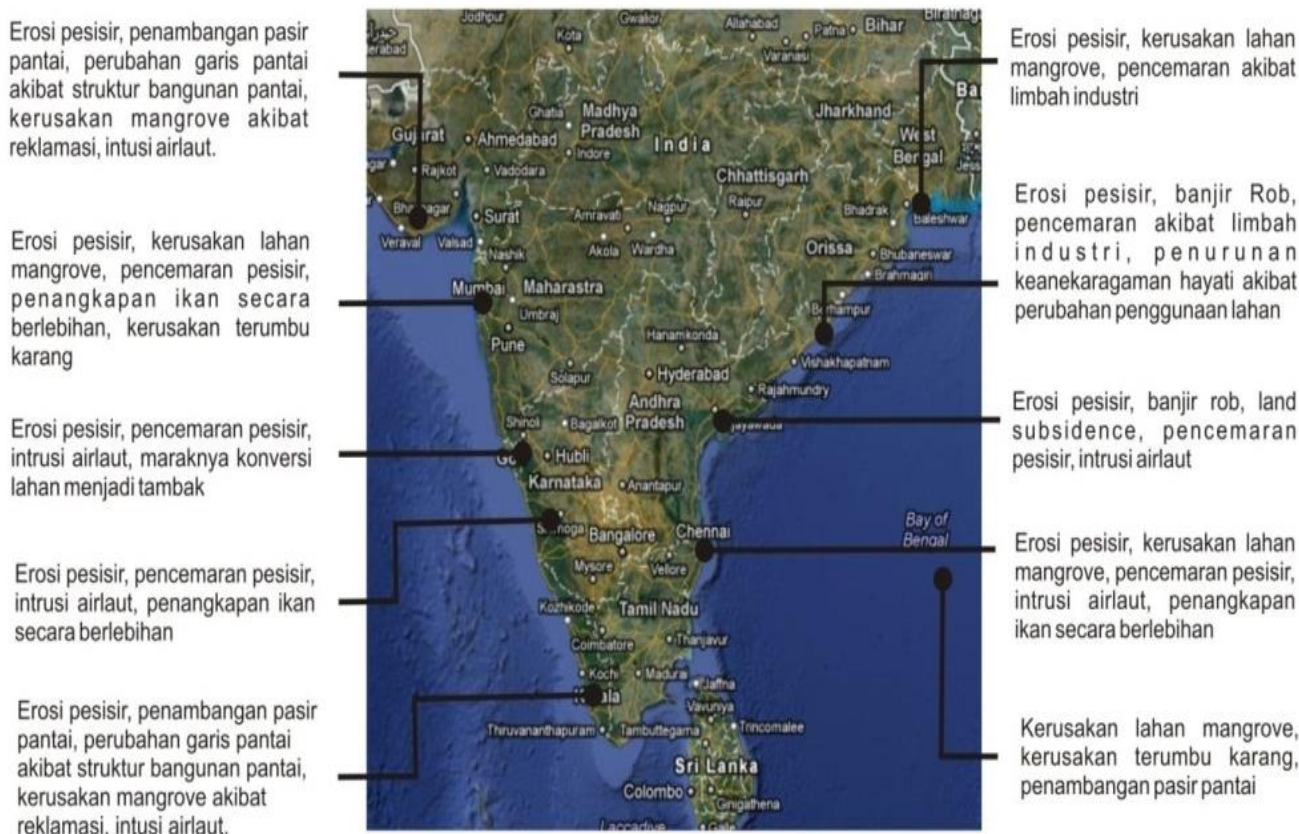 Erosi pesisir, penambangan pasir
pantai, perubahan garis pantai
akibat struktur bangunan pantai,
kerusakan mangrove akibat
reklamasi, intusi airlaut.
Erosi pesisir, kerusakan lahan
mangrove, pencemaran pesisir,
penangkapan ikan secara
berlebihan, kerusakan terumbu
karang
Erosi pesisir, pencemaran pesisir,
intrusi airlaut, maraknya konversi
lahan menjadi tambak
Erosi pesisir, pencemaran pesisir,
intrusi airlaut, penangkapan ikan
secara berlebihan
Erosi pesisir, penambangan pasir
pantai, perubahan garis pantai
akibat struktur bangunan pantai,
kerusakan mangrove akibat
reklamasi, intusi airlaut.
Jodhpur
Gwalior
Allahabad
Patna
Bihar
Kota
Varanasi
Ghatia
Madhya
Pradesh
Jharkhand
Gujarat
Ahmedabad
Indore
India
West
Bengal
Rajkot
Vadodara
Chhattisgarh
Surat
Amravati
Nagpur
Raipur
Bhadrak
Baleshwar
Veraval
Valsad
Nashik
Akola
Wardha
Orissa
Bhubaneswar
Brahmagiri
Mumbai
Maharastra
Umbraj
Pune
Hanamkonda
Solapur
Hyderabad
Vishakhapatnam
Rajahmundry
Andhra
Pradesh
Shinoli
Bagalkot
Hubli
Karnataka
Anantapur
Bangalore
Chennai
Bay of
Bengal
Mysore
Vellore
Kozhikode
Tamil Nadu
Coimbatore
Thanjavur
Kochi
Madurai
Jaffna
Vavuniya
Thiruvananthapuram
Tambuttegama
Trincomalee
Sri Lanka
Colombo
Ginigathena
Galle
Laccadive
Erosi pesisir, kerusakan lahan
mangrove, pencemaran akibat
limbah industri
Erosi pesisir, banjir Rob,
pencemaran akibat limbah
industri, penurunan
keanekaragaman hayati akibat
perubahan penggunaan lahan
Erosi pesisir, banjir rob, land
subsidence, pencemaran
pesisir, intrusi airlaut
Erosi pesisir, kerusakan lahan
mangrove, pencemaran pesisir,
intrusi airlaut, penangkapan
ikan secara berlebihan
Kerusakan lahan mangrove,
kerusakan terumbu karang,
penambangan pasir pantai